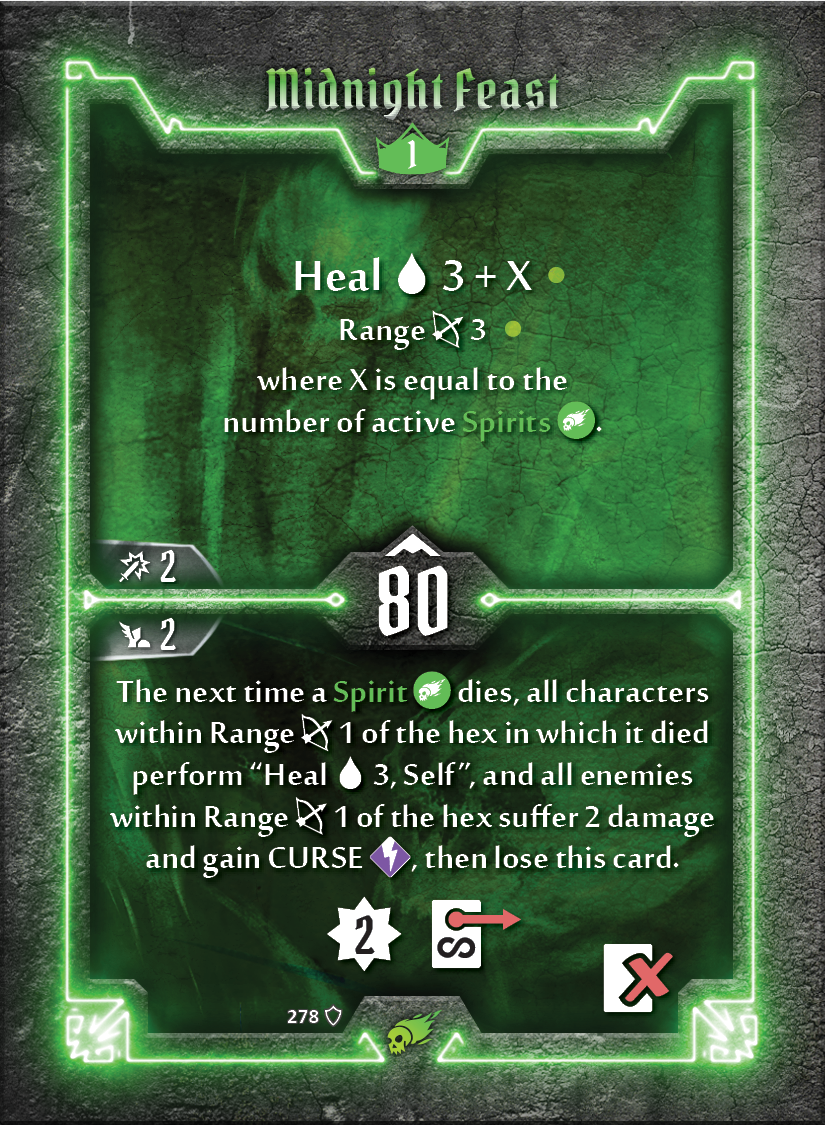 Midnight Feast
1
Heal 3 + X
Range 3
where X is equal to the
number of active Spirits .
2
80
2
The next time a Spirit dies, all characters
within Range 1 of the hex in which it died
perform “Heal 3, Self”, and all enemies
within Range 1 of the hex suffer 2 damage
and gain CURSE , then lose this card.
2
278